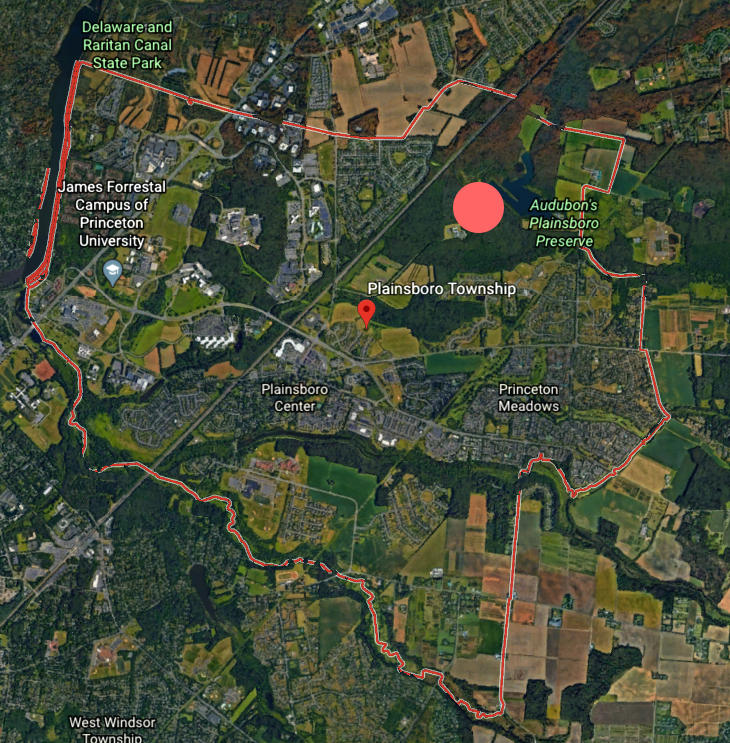 Delaware and
Raritan Canal
State Park
James Forrestal
Campus of
Princeton
University
Audubon's
Plainsboro
Preserve
Plainsboro Township
Plainsboro
Center
Princeton
Meadows
West Windsor
Township